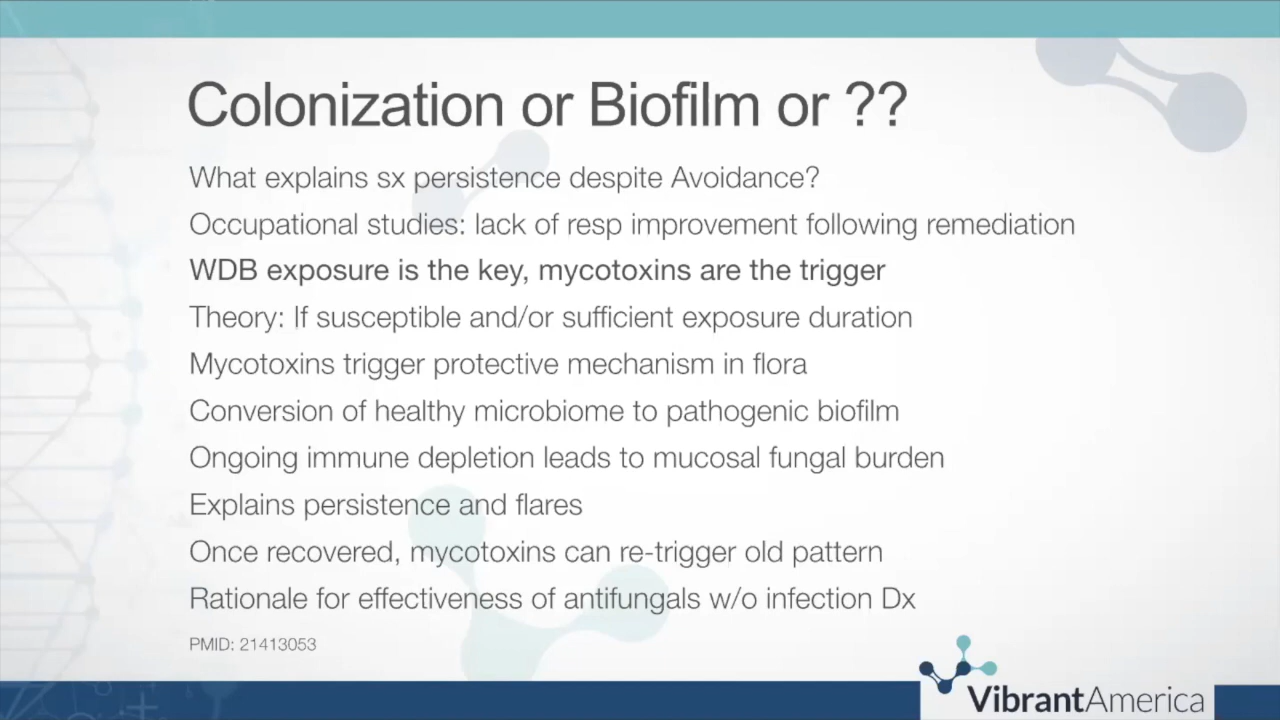 Colonization or Biofilm or ??
What explains sx persistence despite Avoidance?
Occupational studies: lack of resp improvement following remediation
WDB exposure is the key, mycotoxins are the trigger
Theory: If susceptible and/or sufficient exposure duration
Mycotoxins trigger protective mechanism in flora
Conversion of healthy microbiome to pathogenic biofilm
Ongoing immune depletion leads to mucosal fungal burden
Explains persistence and flares
Once recovered, mycotoxins can re-trigger old pattern
Rationale for effectiveness of antifungals w/o infection Dx
PMID: 21413053
VibrantAmerica